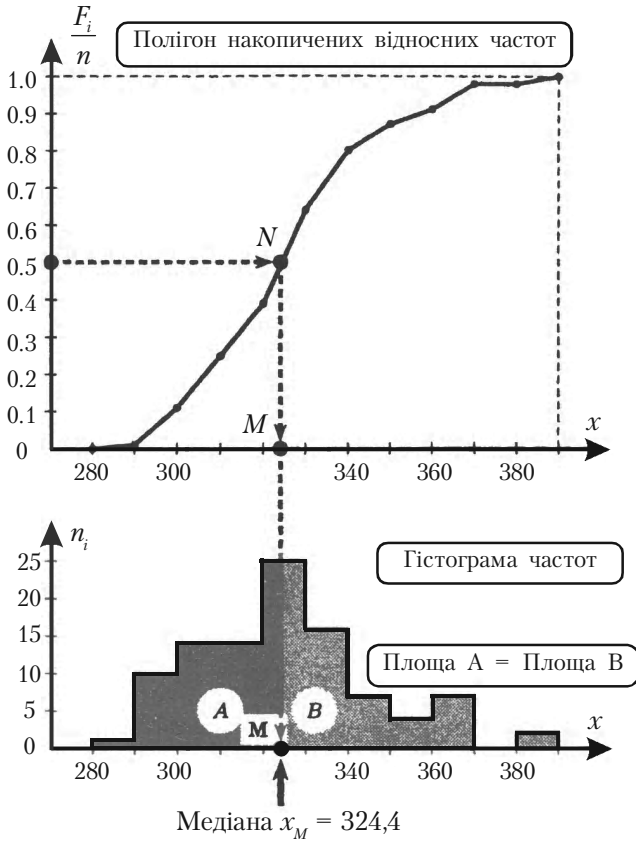 F_i
n
Полігон накопичених відносних частот
1.0
0.9
0.8
0.7
0.6
N
0.5
0.4
0.3
0.2
0.1
M
x
0
280 300 340 360 380
n_i
25
Гістограма частот
20
15
Площа А = Площа В
10
5
A
B
M
x
0
280 300 340 360 380
Медіана x_M = 324,4